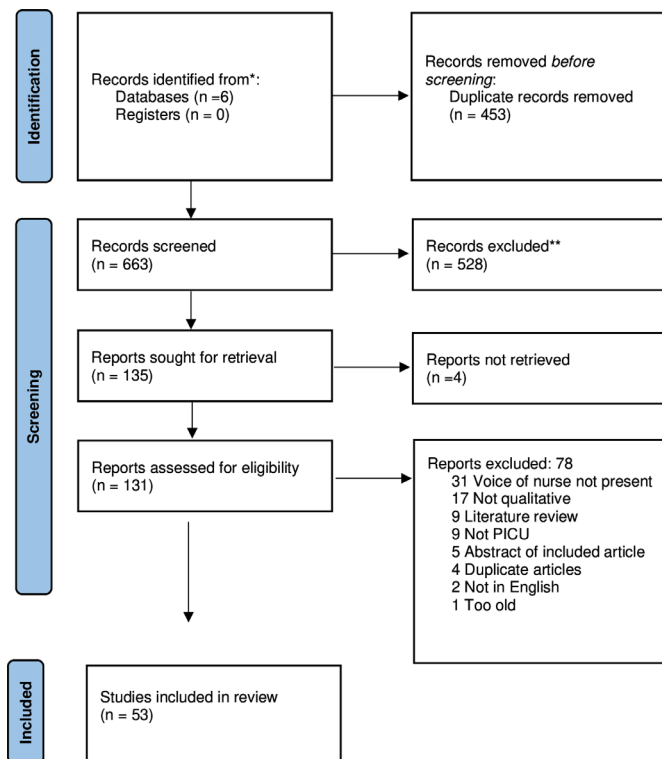 Identification
Records identified from*:
Databases (n =6)
Registers (n = 0)
Records removed before
screening:
Duplicate records removed
(n = 453)
Screening
Records screened
(n = 663)
Records excluded**
(n = 528)
Reports sought for retrieval
(n = 135)
Reports not retrieved
(n =4)
Reports assessed for eligibility
(n = 131)
Reports excluded: 78
31 Voice of nurse not present
17 Not qualitative
9 Literature review
9 Not PICU
5 Abstract of included article
4 Duplicate articles
2 Not in English
1 Too old
Included
Studies included in review
(n = 53)